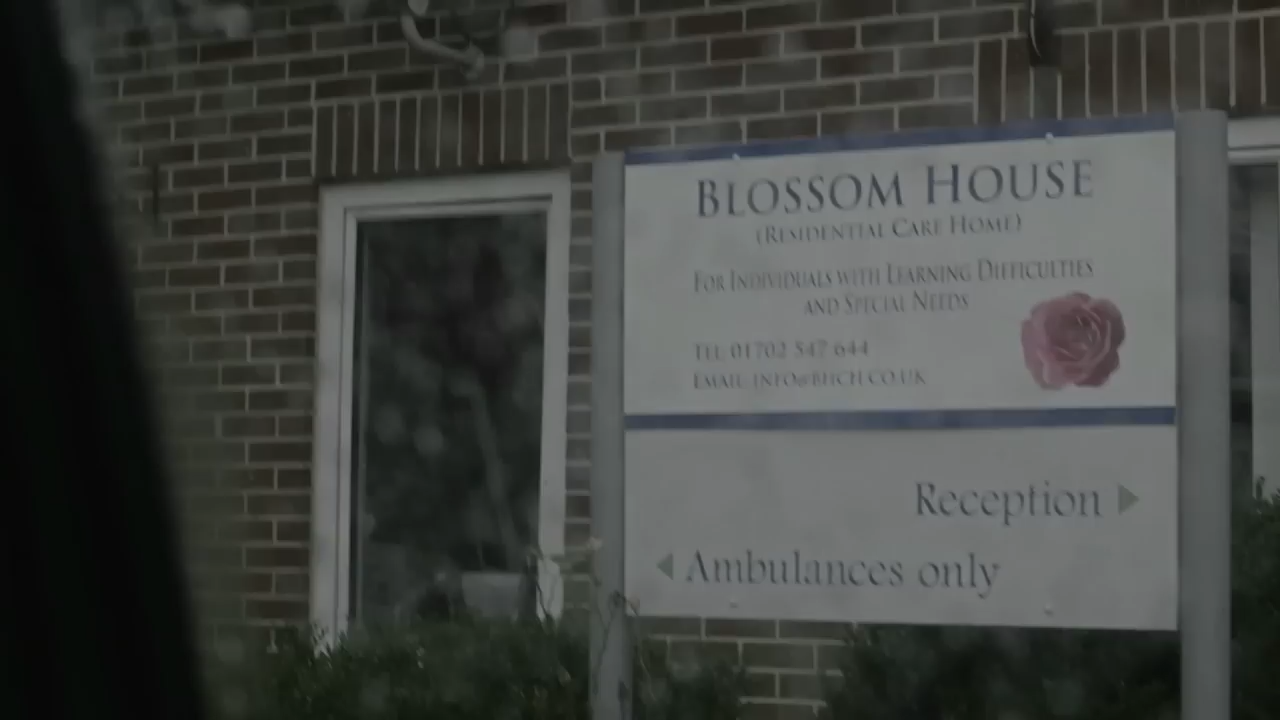 BLOSSOM HOUSE
(RESIDENTIAL CARE HOME)
FOR INDIVIDUALS WITH LEARNING DIFFICULTIES
AND SPECIAL NEEDS
TEL 01702 547 644
EMAIL: INFO@BHCH.CO.UK
Reception
Ambulances only